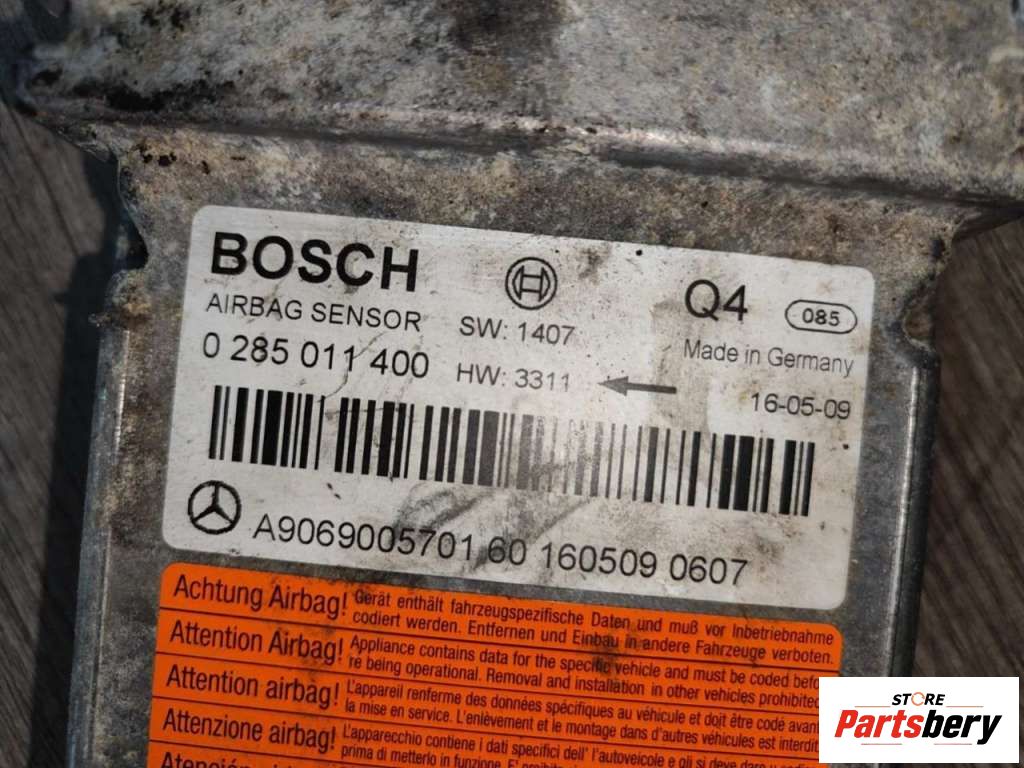 BOSCH
Q4
085
AIRBAG SENSOR
SW: 1407
Made in Germany
0 285 011 400
HW: 3311
16-05-09
A9069005701 60 160509 0607
Achtung Airbag! Gerät enthält fahrzeugspezifische Daten und muß vor Inbetriebnahme
codiert werden. Entfernen und Einbau in andere Fahrzeuge verboten.
Attention Airbag! Appliance contains data for the specific vehicle and must be coded befo
re being operational. Removal and installation in other vehicles prohibited
Attention airbag! L'appareil renferme des données spécifiques au véhicule et doit être codé avant
la mise en service. L'enlèvement et le montage dans d'autres véhicules est interdit
Attenzione airbag! L'apparecchio contiene i dati specifici dell' l'autoveicolo e gli si deve dare
prima di metterlo in funzione. E'
STORE
Partsbery